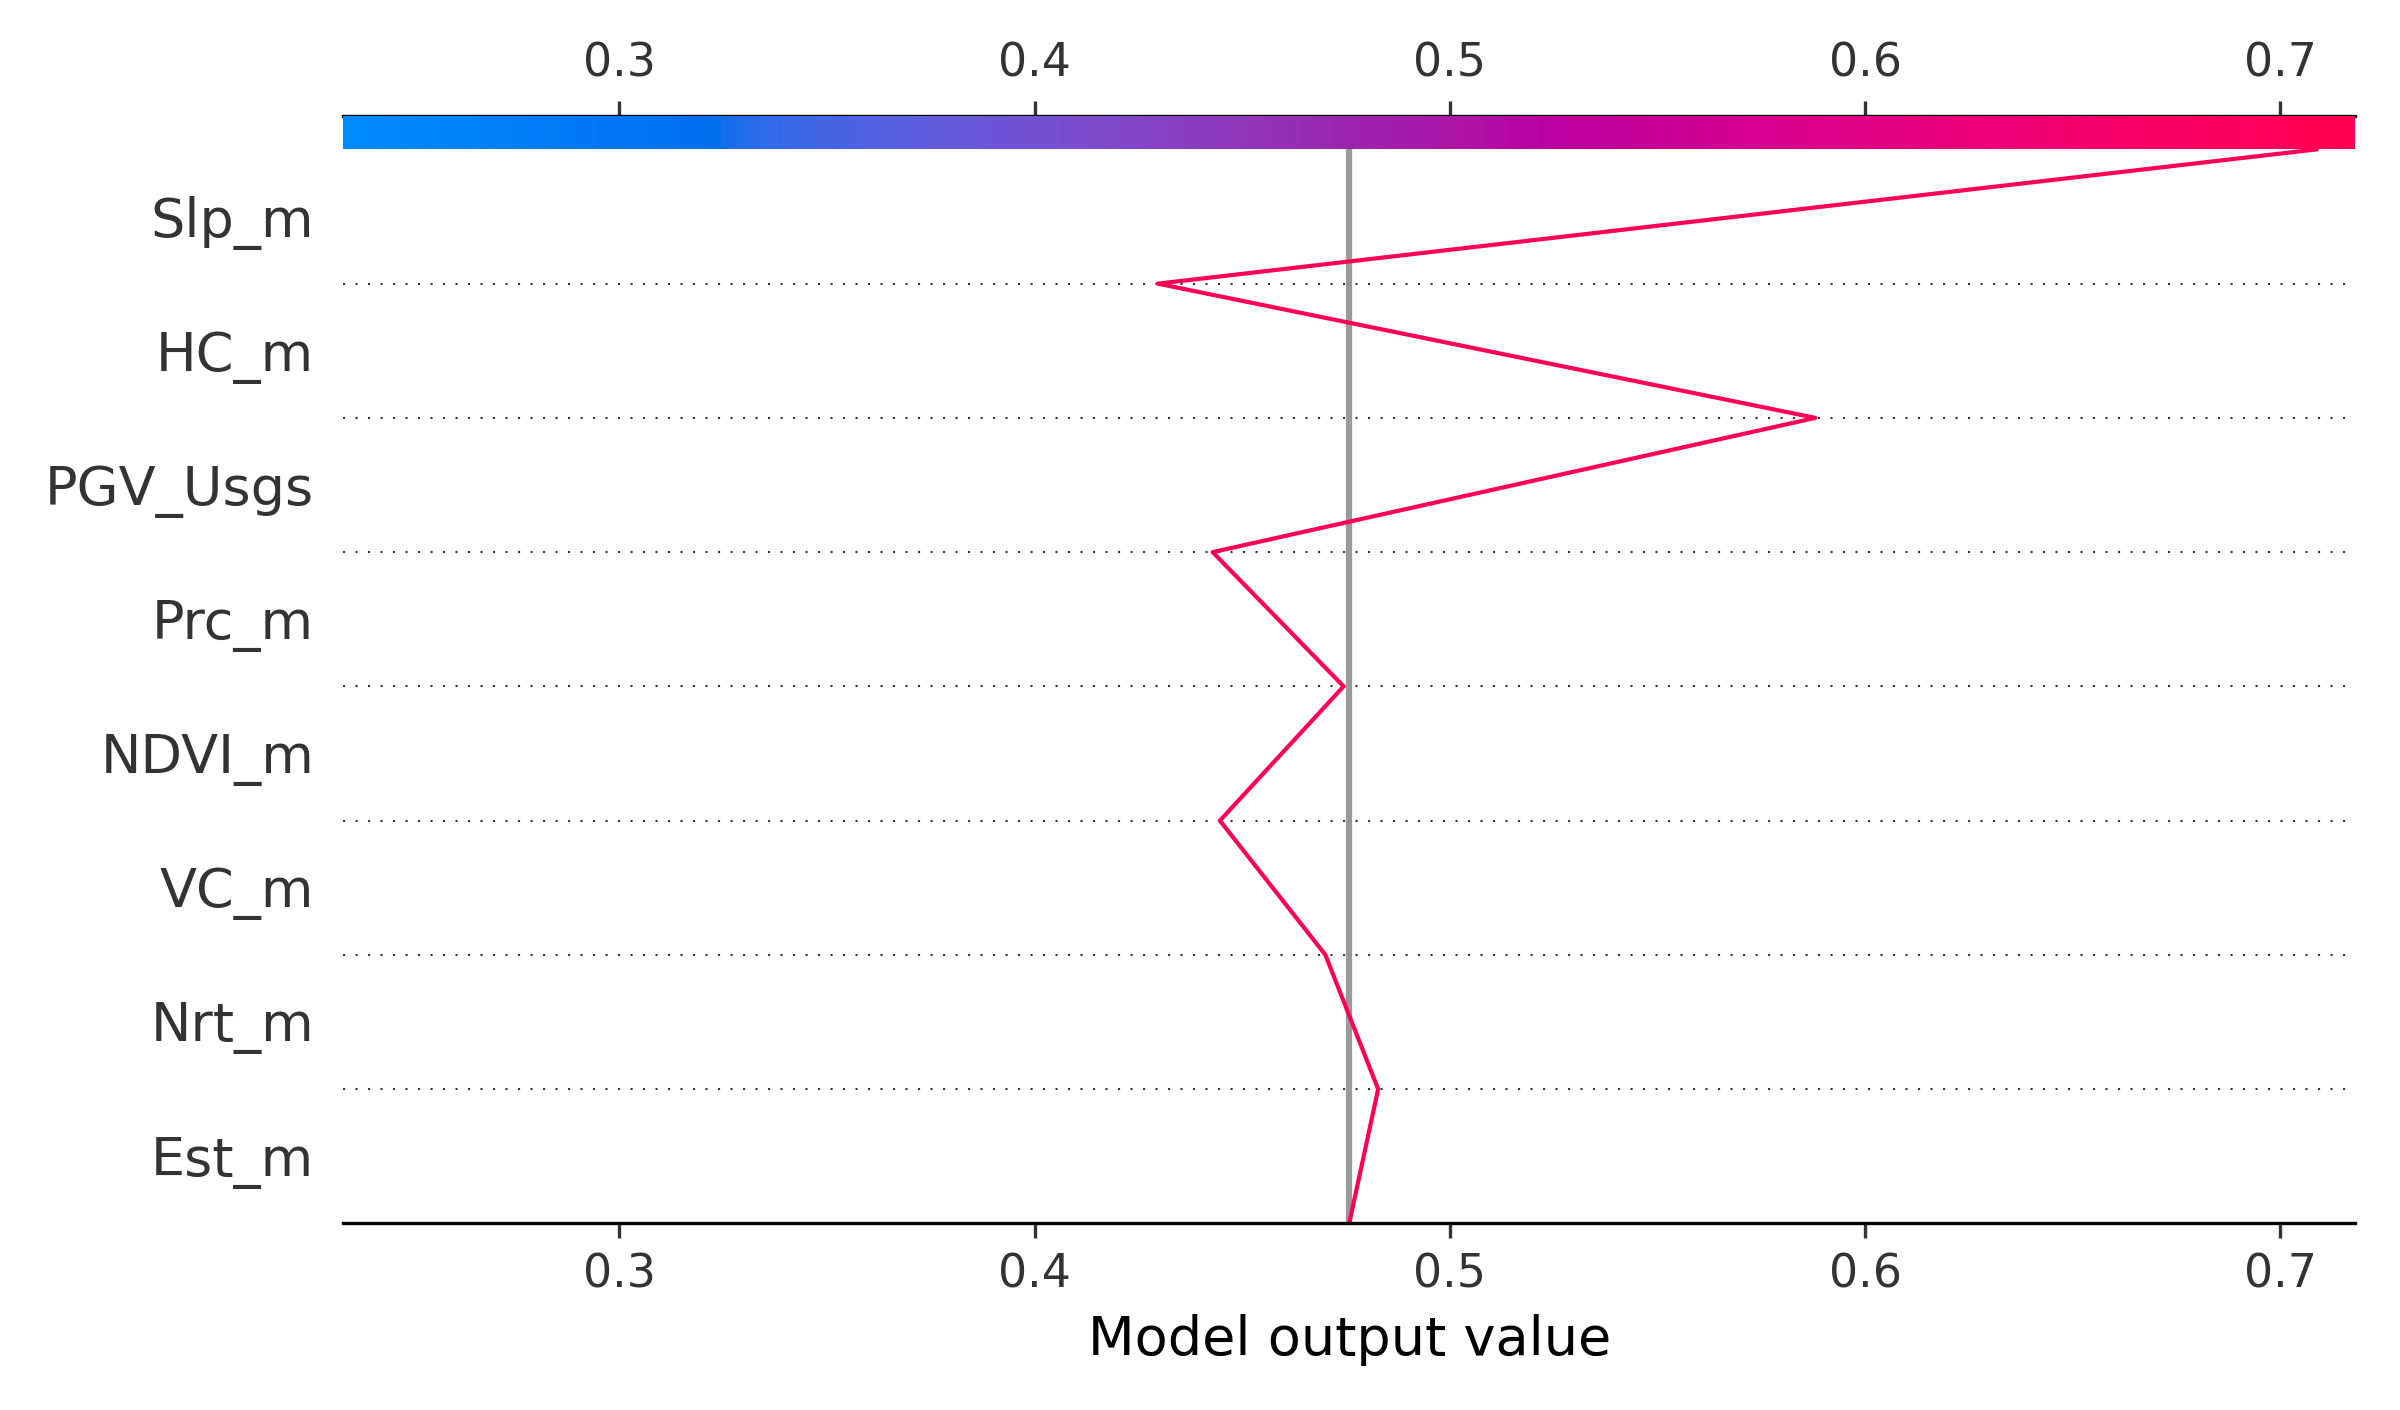 0.3 0.4 0.5 0.6 0.7
Slp_m
HC_m
PGV_Usgs
Prc_m
NDVI_m
VC_m
Nrt_m
Est_m
0.3 0.4 0.5 0.6 0.7
Model output value